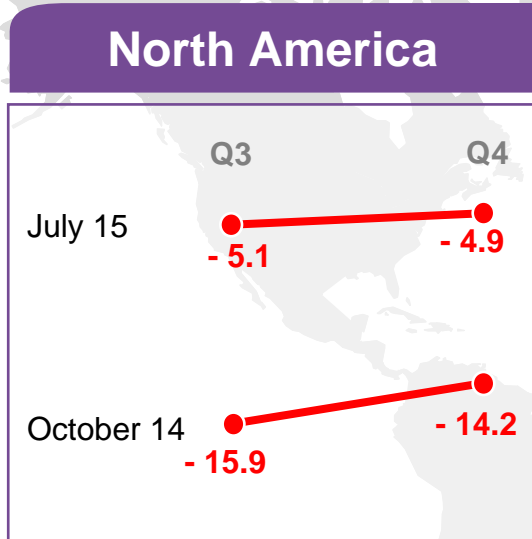 North America
Q3 Q4
July 15
- 5.1 - 4.9
October 14
- 15.9 - 14.2